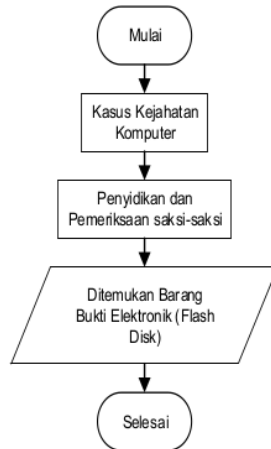 Mulai
Kasus Kejahatan
Komputer
Penyidikan dan
Pemeriksaan saksi-saksi
Ditemukan Barang
Bukti Elektronik (Flash
Disk)
Selesai